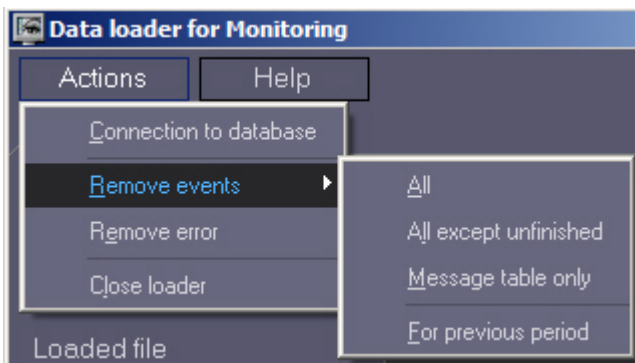 Data loader for Monitoring
Actions Help
Connection to database
Remove events
Remove error
Close loader
All
All except unfinished
Message table only
For previous period
Loaded file